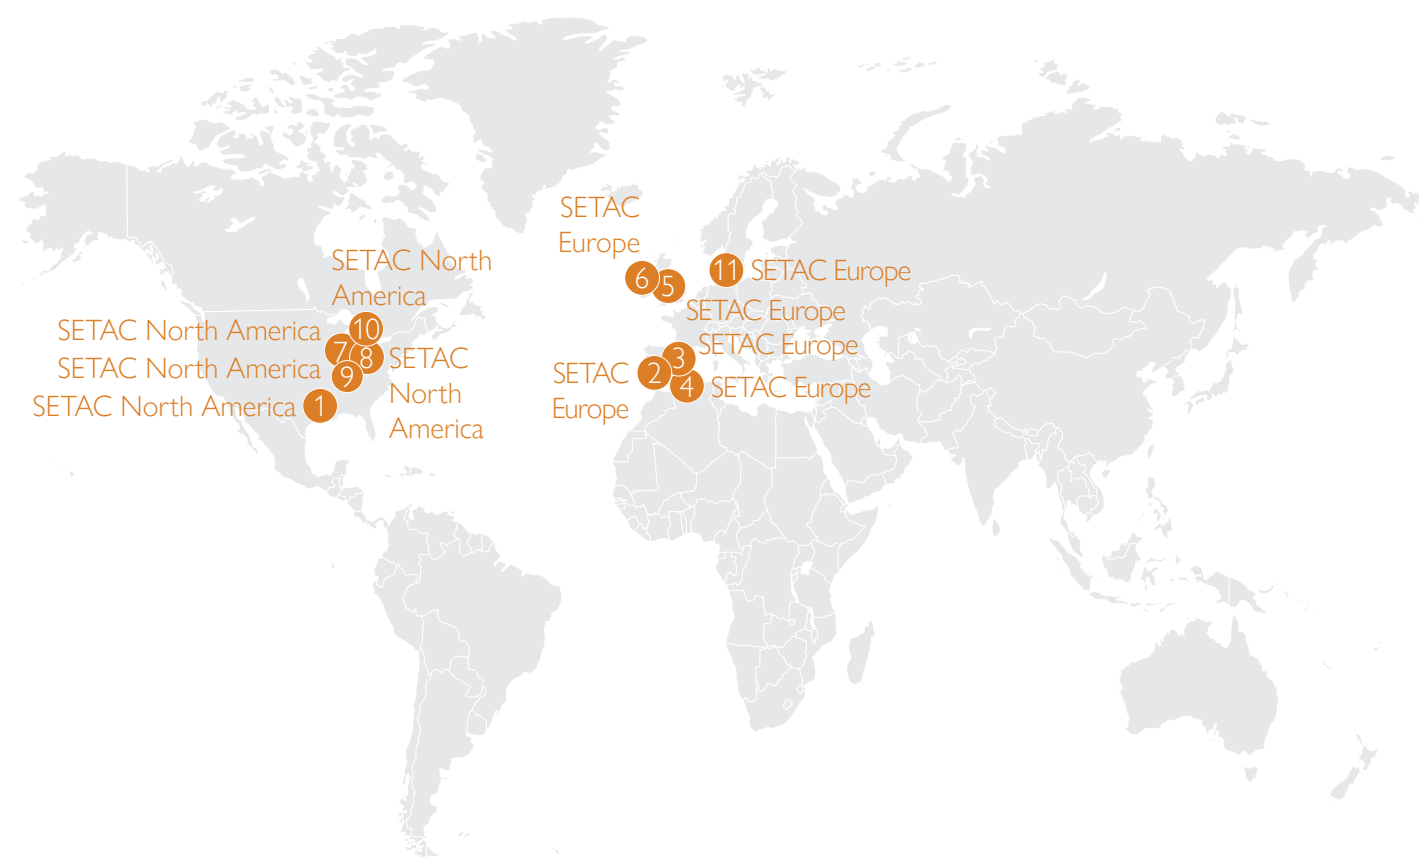 SETAC
Europe
6
5
11
SETAC Europe
SETAC Europe
SETAC North
America
10
SETAC North America
7
8
SETAC
North
America
SETAC North America
9
SETAC North America
1
SETAC Europe
3
SETAC
Europe
2
4
SETAC Europe